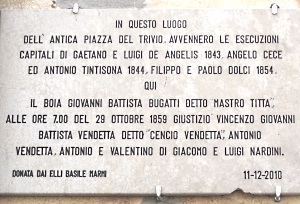 IN QUESTO LUOGO
DELL'ANTICA PIAZZA DEL TRIVIO, AVVENNERO LE ESECUZIONI
CAPITALI DI GAETANO E LUIGI DE ANGELIS 1843, ANGELO CECE
ED ANTONIO TINTISONA 1844, FILIPPO E PAOLO DOLCI 1854.
QUI
IL BOIA GIOVANNI BATTISTA BUGATTI DETTO "MASTRO TITTA",
ALLE ORE 7.00 DEL 29 OTTOBRE 1859 GIUSTIZIO' VINCENZO GIOVANNI
BATTISTA VENDETTA DETTO "CENCIO VENDETTA", ANTONIO
VENDETTA, ANTONIO E VALENTINO DI GIACOMO E LUIGI NARDINI.
DONATA DAI F.LLI BASILE MARMI 11-12-2010